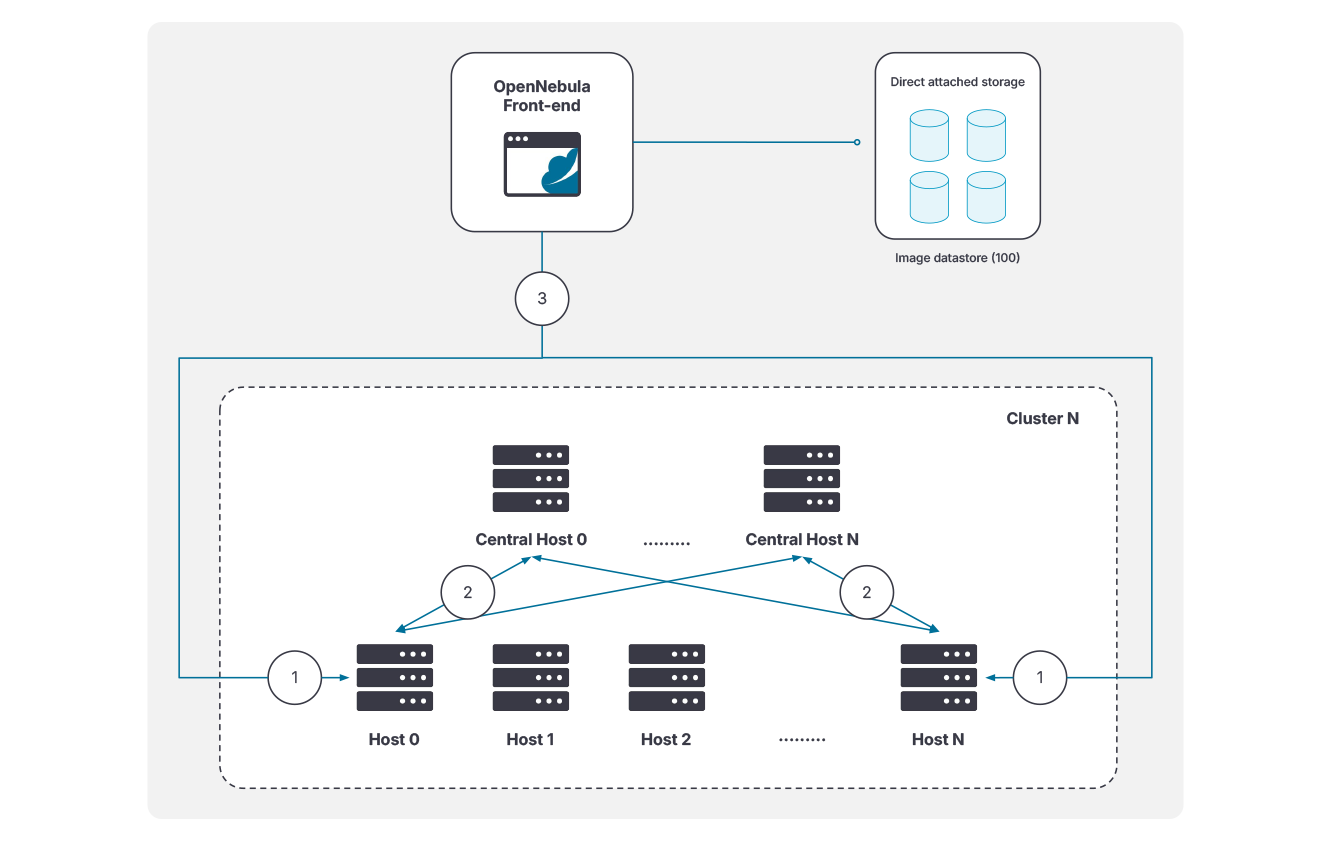 OpenNebula
Front-end
Direct attached storage
Image datastore (100)
3
Cluster N
Central Host 0
.........
Central Host N
2
2
1
1
Host 0
Host 1
Host 2
.........
Host N